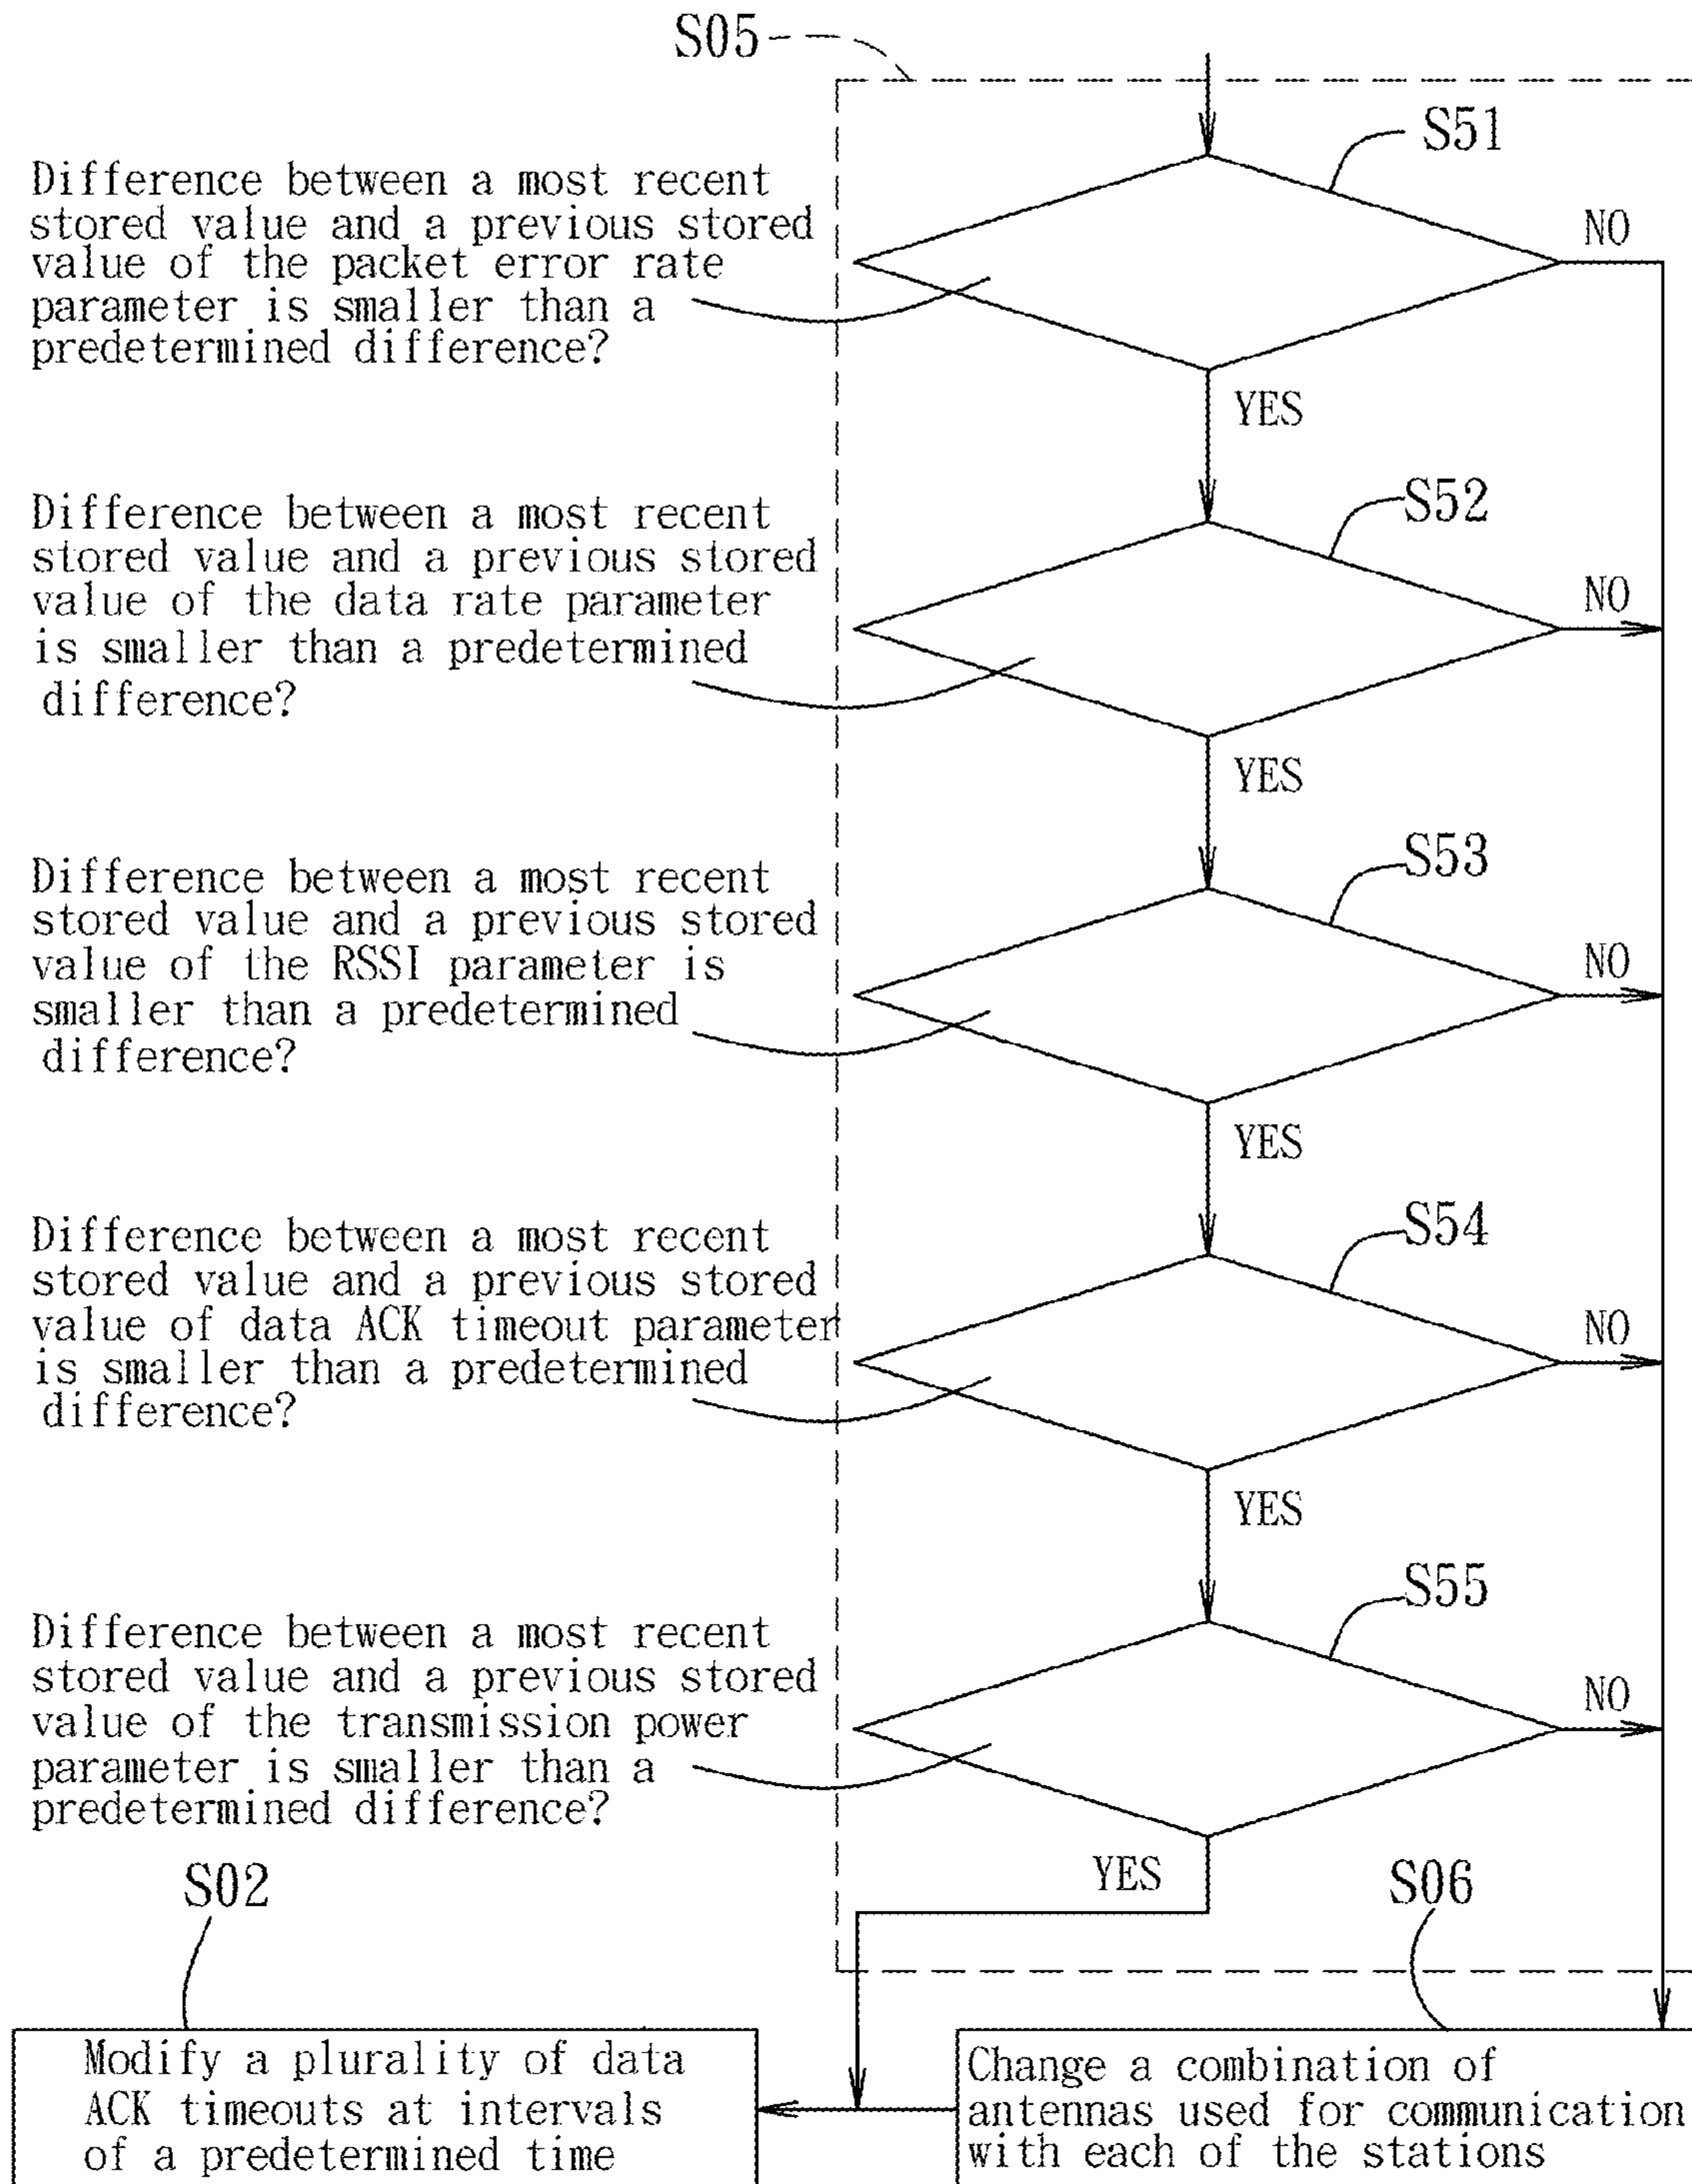 S05
S51
Difference between a most recent
stored value and a previous stored
value of the packet error rate
parameter is smaller than a
predetermined difference?
NO
YES
S52
Difference between a most recent
stored value and a previous stored
value of the data rate parameter
is smaller than a predetermined
difference?
NO
YES
S53
Difference between a most recent
stored value and a previous stored
value of the RSSI parameter is
smaller than a predetermined
difference?
NO
YES
S54
Difference between a most recent
stored value and a previous stored
value of data ACK timeout parameter
is smaller than a predetermined
difference?
NO
YES
S55
Difference between a most recent
stored value and a previous stored
value of the transmission power
parameter is smaller than a
predetermined difference?
NO
YES
S02
S06
Modify a plurality of data
ACK timeouts at intervals
of a predetermined time
Change a combination of
antennas used for communication
with each of the stations